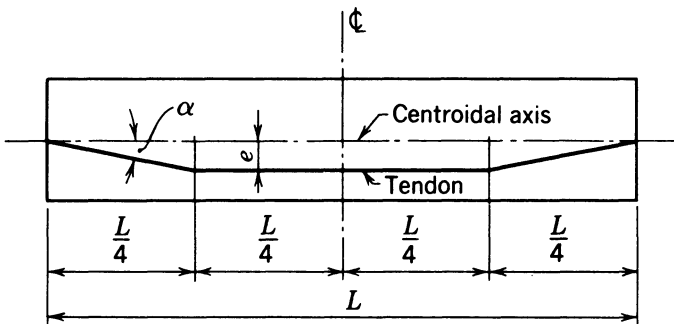 ℄
α
Centroidal axis
e
Tendon
L/4 L/4 L/4 L/4
L